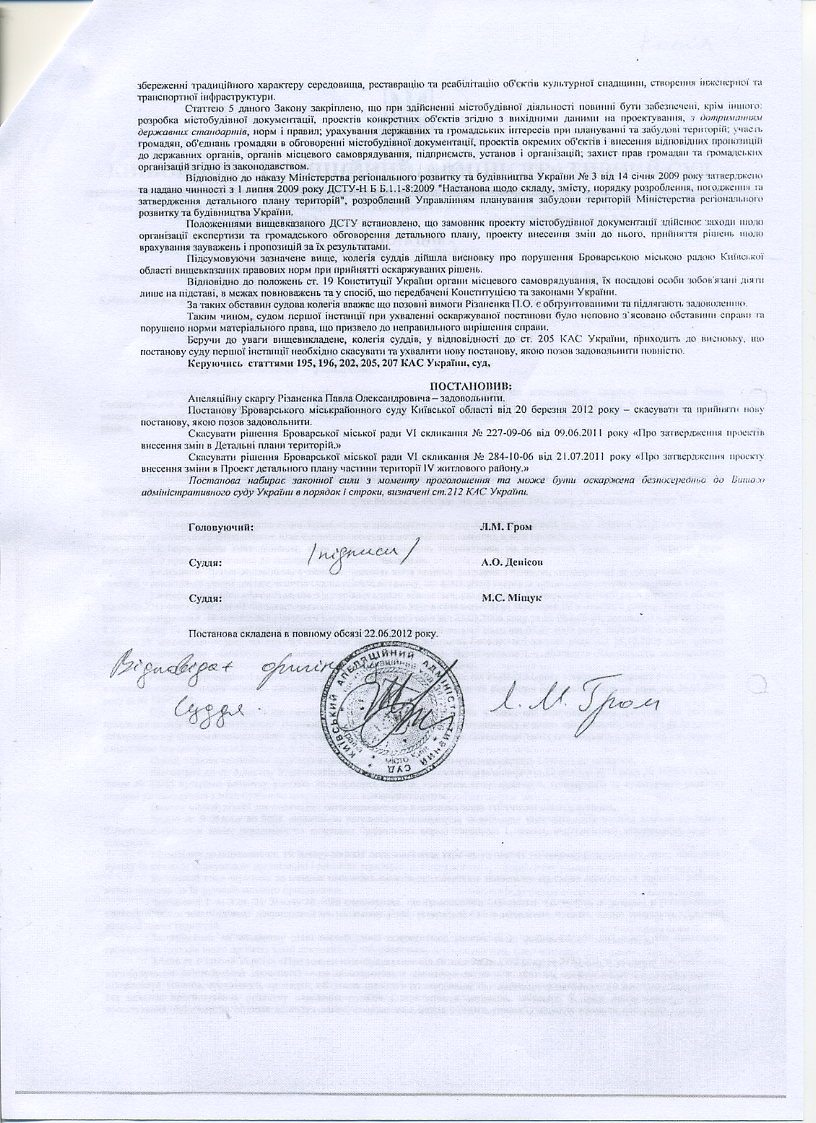 збереженні традиційного характеру середовища, реставрацію та реабілітацію об'єктів культурної спадщини, створення інженерної та
транспортної інфраструктури.
Статтею 5 даного Закону закріплено, що при здійсненні містобудівної діяльності повинні бути забезпечені, крім іншого:
розробка містобудівної документації, проектів конкретних об'єктів згідно з вихідними даними на проектування, з дотриманням
державних стандартів, норм і правил; урахування державних та громадських інтересів при плануванні та забудові територій; участь
громадян, об'єднань громадян в обговоренні містобудівної документації, проектів окремих об'єктів і внесення відповідних пропозицій
до державних органів, органів місцевого самоврядування, підприємств, установ і організацій; захист прав громадян та громадських
організацій згідно із законодавством.
Відповідно до наказу Міністерства регіонального розвитку та будівництва України № 3 від 14 січня 2009 року затверджено
та надано чинності з 1 липня 2009 року ДСТУ-Н Б Б.1.1-8:2009 "Настанова щодо складу, змісту, порядку розроблення, погодження та
затвердження детального плану територій", розроблений Управлінням планування забудови територій Міністерства регіонального
розвитку та будівництва України.
Положеннями вищевказаного ДСТУ встановлено, що замовник проекту містобудівної документації здійснює заходи щодо
організації експертизи та громадського обговорення детального плану, проекту внесення змін до нього, прийняття рішень щодо
врахування зауважень і пропозицій за їх результатами.
Підсумовуючи зазначене вище, колегія суддів дійшла висновку про порушення Броварською міською радою Київської
області вищевказаних правових норм при прийнятті оскаржуваних рішень.
Відповідно до положень ст. 19 Конституції України органи місцевого самоврядування, їх посадові особи зобов'язані діяти
лише на підставі, в межах повноважень та у спосіб, що передбачені Конституцією та законами України.
За таких обставин судова колегія вважає що позовні вимоги Різаненка П.О. є обґрунтованими та підлягають задоволенню.
Таким чином, судом першої інстанції при ухваленні оскаржуваної постанови було неповно з`ясовано обставини справи та
порушено норми матеріального права, що призвело до неправильного вирішення справи.
Беручи до уваги вищевикладене, колегія суддів, у відповідності до ст. 205 КАС України, приходить до висновку, що
постанову суду першої інстанції необхідно скасувати та ухвалити нову постанову, якою позов задовольнити повністю.
Керуючись статтями 195, 196, 202, 205, 207 КАС України, суд,
ПОСТАНОВИВ:
Апеляційну скаргу Різаненка Павла Олександровича – задовольнити.
Постанову Броварського міськрайонного суду Київської області від 20 березня 2012 року – скасувати та прийняти нову
постанову, якою позов задовольнити.
Скасувати рішення Броварської міської ради VI скликання № 227-09-06 від 09.06.2011 року «Про затвердження проектів
внесення змін в Детальні плани територій.»
Скасувати рішення Броварської міської ради VI скликання № 284-10-06 від 21.07.2011 року «Про затвердження проекту
внесення зміни в Проект детального плану частини території IV житлового району.»
Постанова набирає законної сили з моменту проголошення та може бути оскаржена безпосередньо до Вищого
адміністративного суду України в порядок і строки, визначені ст.212 КАС України.
Головуючий: Л.М. Гром
/підписи/
Суддя: А.О. Денісов
Суддя: М.С. Міщук
Постанова складена в повному обсязі 22.06.2012 року.
Відповідає
Суддя. Л. М. Гром
КИЇВСЬКИЙ АПЕЛЯЦІЙНИЙ АДМІНІСТРАТИВНИЙ СУД